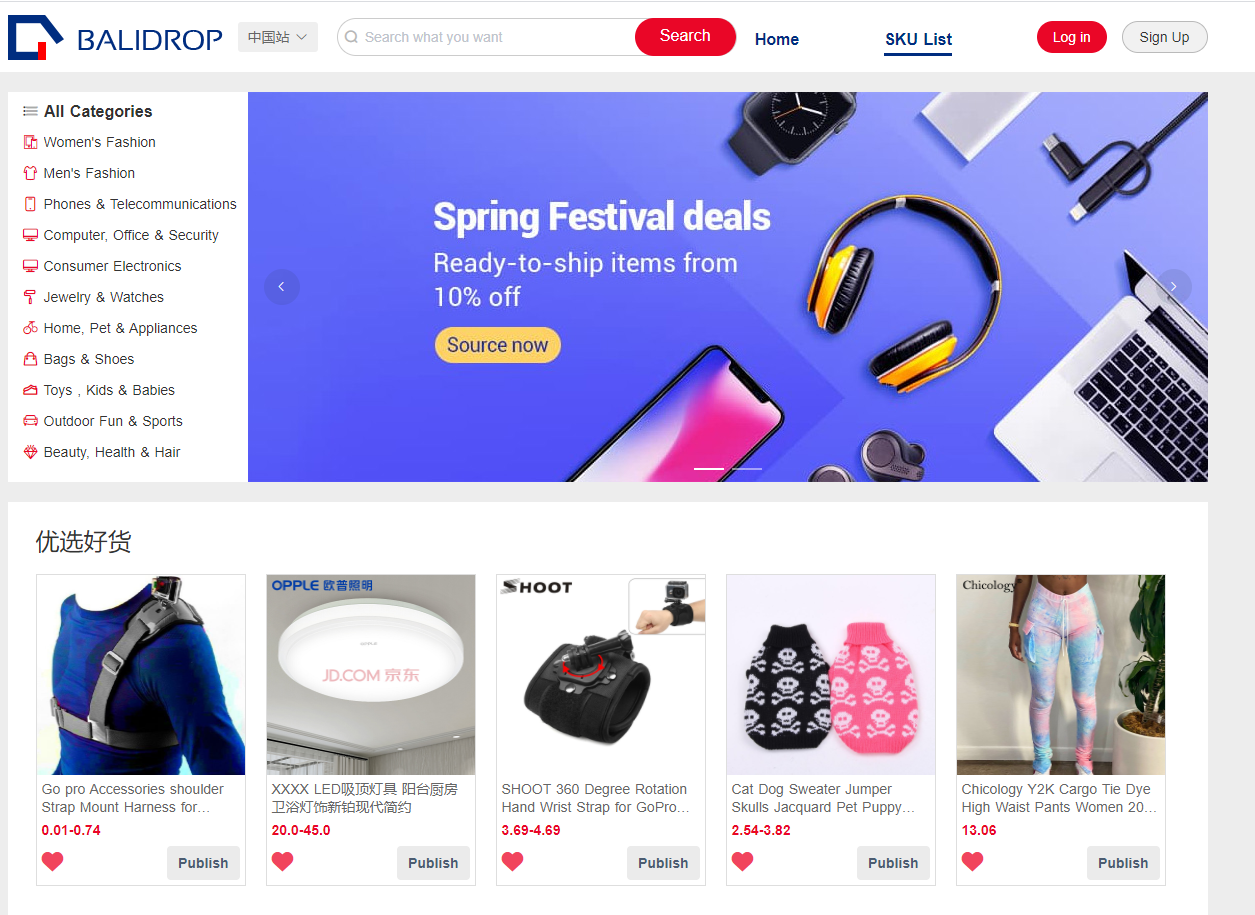 BALIDROP
中国站
Search what you want
Search
Home
SKU List
Log in
Sign Up
All Categories
Women's Fashion
Men's Fashion
Phones & Telecommunications
Computer, Office & Security
Consumer Electronics
Jewelry & Watches
Home, Pet & Appliances
Bags & Shoes
Toys , Kids & Babies
Outdoor Fun & Sports
Beauty, Health & Hair
Spring Festival deals
Ready-to-ship items from
10% off
Source now
优选好货
Go pro Accessories shoulder
Strap Mount Harness for...
0.01-0.74
Publish
OPPLE 欧普照明
OPPLE
JD.COM 京东
XXXX LED吸顶灯具 阳台厨房
卫浴灯饰新铂现代简约
20.0-45.0
Publish
SHOOT
SHOOT 360 Degree Rotation
Hand Wrist Strap for GoPro...
3.69-4.69
Publish
Cat Dog Sweater Jumper
Skulls Jacquard Pet Puppy...
2.54-3.82
Publish
Chicology
Chicology Y2K Cargo Tie Dye
High Waist Pants Women 20...
13.06
Publish